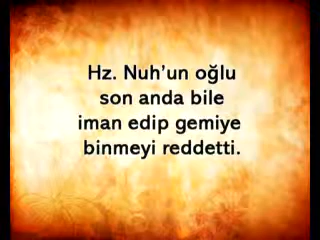 Hz. Nuh’un oğlu
son anda bile
iman edip gemiye
binmeyi reddetti.